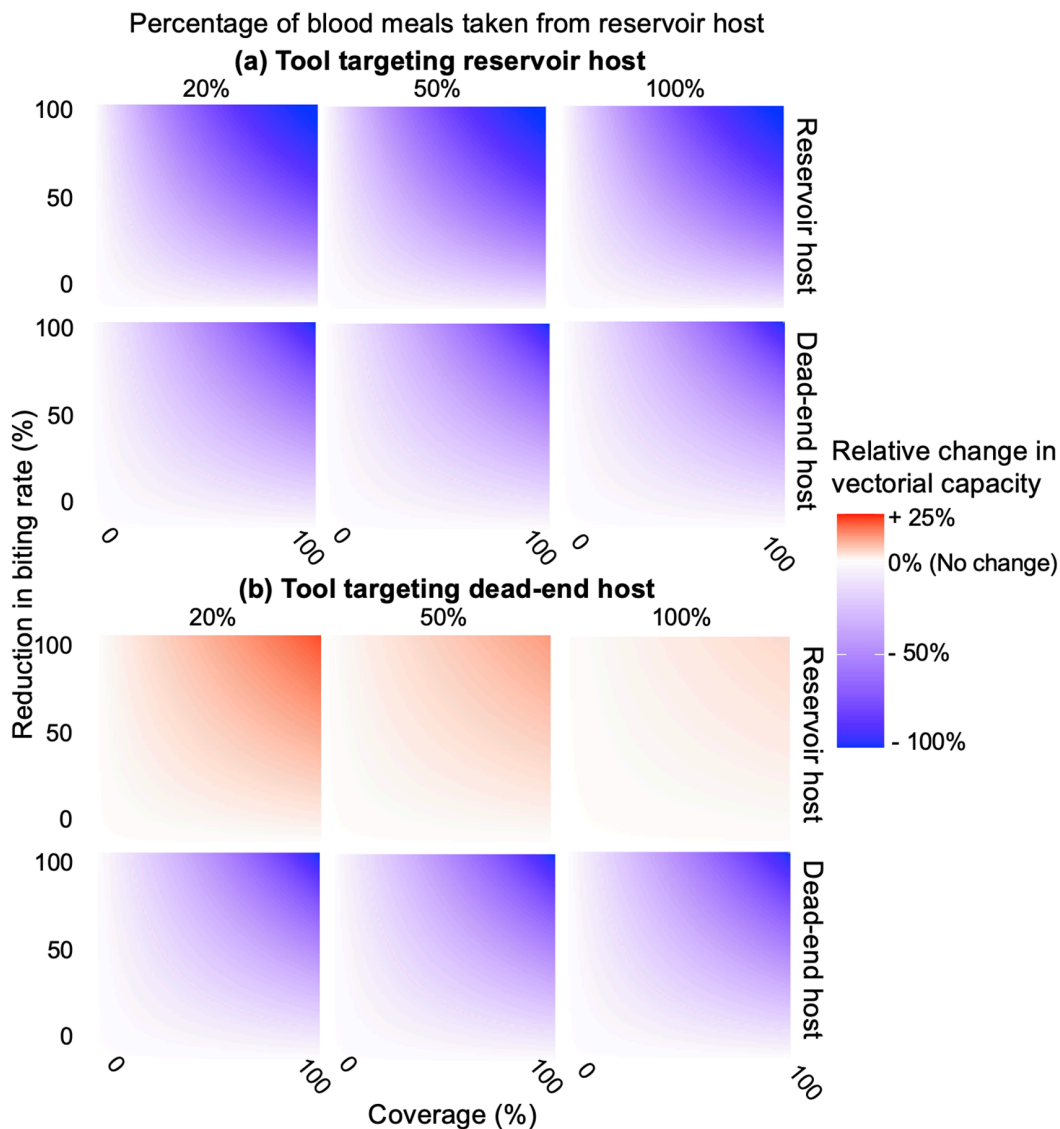 Percentage of blood meals taken from reservoir host
(a) Tool targeting reservoir host
20% 50% 100%
100
50
0
Reservoir host
100
50
0
Dead-end host
0 100 0 100 0 100
(b) Tool targeting dead-end host
20% 50% 100%
100
50
0
Reservoir host
100
50
0
Dead-end host
0 100 0 100 0 100
Coverage (%)
Reduction in biting rate (%)
Relative change in
vectorial capacity
+ 25%
0% (No change)
- 50%
- 100%